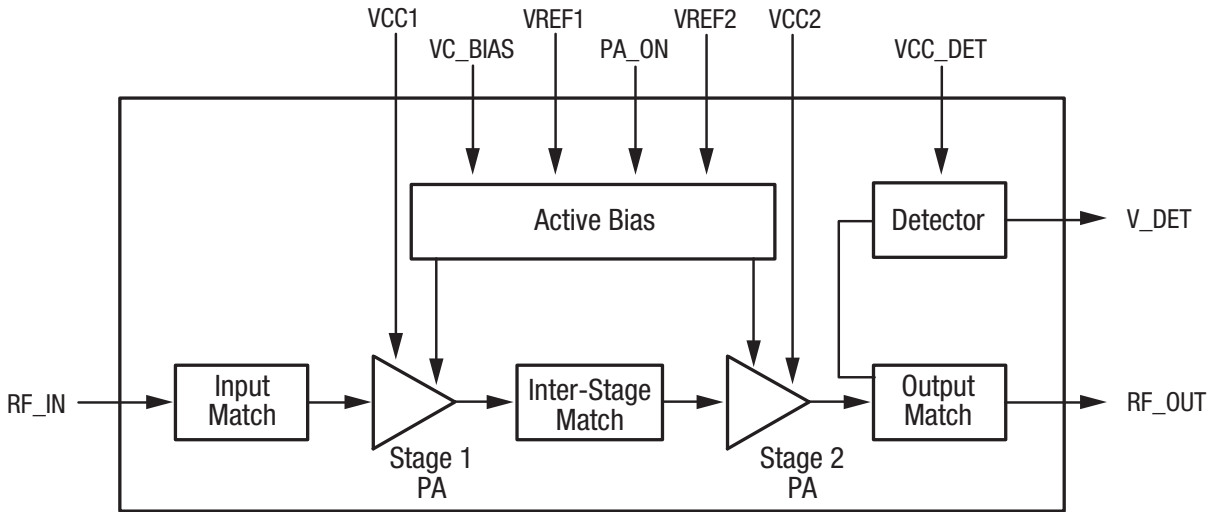 VCC1
VREF1
VREF2
VCC2
VC_BIAS
PA_ON
VCC_DET
Active Bias
Detector
V_DET
RF_IN
Input
Match
Inter-Stage
Match
Output
Match
RF_OUT
Stage 1
PA
Stage 2
PA